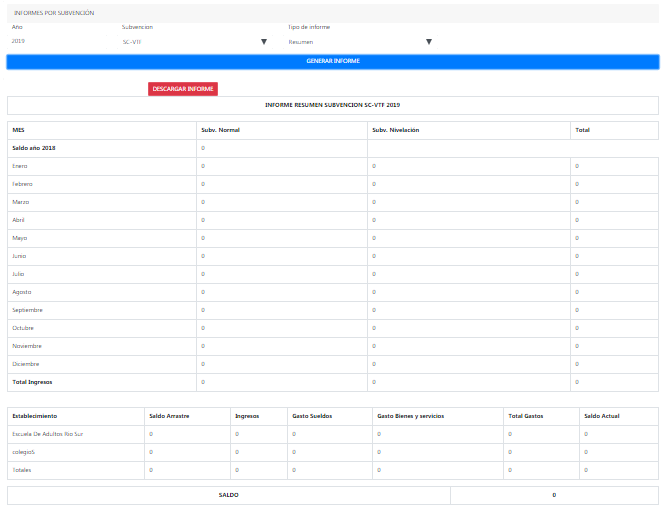 INFORMES POR SUBVENCIÓN
Año Subvencion Tipo de informe
2019 SC-VTF Resumen
GENERAR INFORME
DESCARGAR INFORME
INFORME RESUMEN SUBVENCION SC-VTF 2019
MES Subv. Normal Subv. Nivelación Total
Saldo año 2018 0
Enero 0 0 0
Febrero 0 0 0
Marzo 0 0 0
Abril 0 0 0
Mayo 0 0 0
Junio 0 0 0
Julio 0 0 0
Agosto 0 0 0
Septiembre 0 0 0
Octubre 0 0 0
Noviembre 0 0 0
Diciembre 0 0 0
Total Ingresos 0 0 0
Establecimiento Saldo Arrastre Ingresos Gasto Sueldos Gasto Bienes y servicios Total Gastos Saldo Actual
Escuela De Adultos Rio Sur 0 0 0 0 0 0
colegio5 0 0 0 0 0 0
Totales 0 0 0 0 0 0
SALDO 0